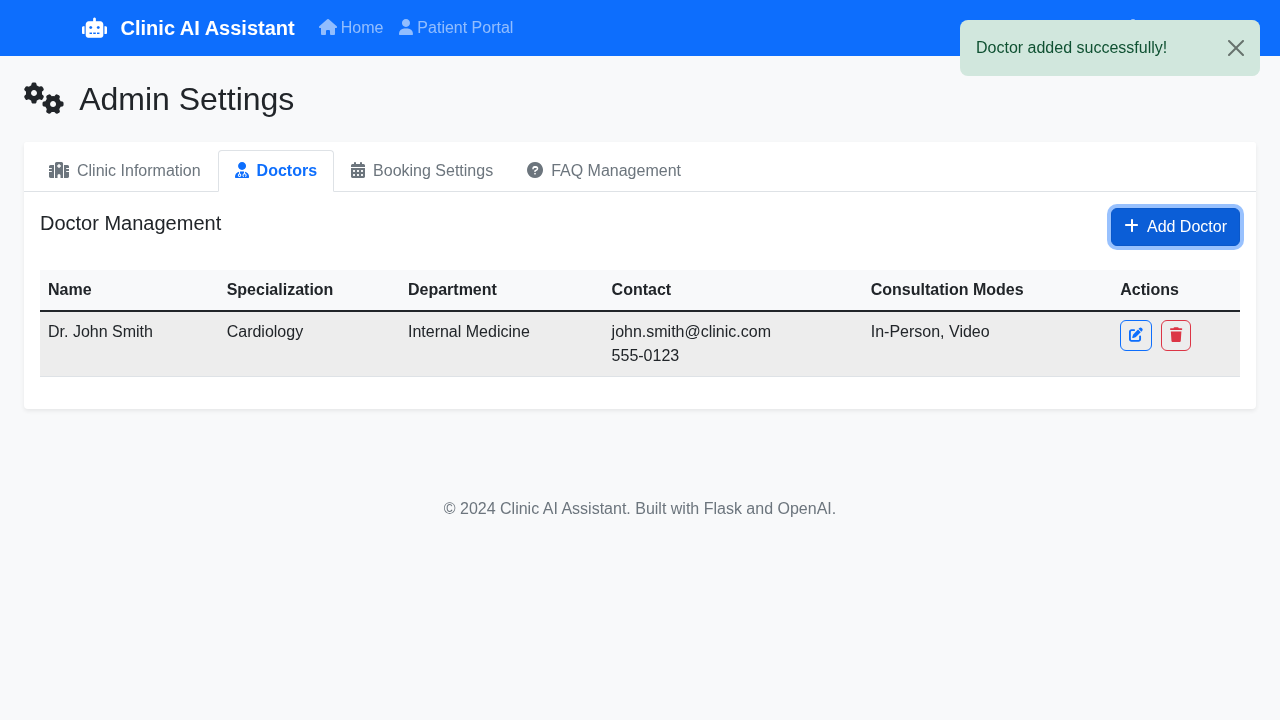 Clinic AI Assistant Home Patient Portal
Doctor added successfully!
Admin Settings
Clinic Information Doctors Booking Settings FAQ Management
Doctor Management
Add Doctor
Name Specialization Department Contact Consultation Modes Actions
Dr. John Smith Cardiology Internal Medicine john.smith@clinic.com In-Person, Video
555-0123
© 2024 Clinic AI Assistant. Built with Flask and OpenAI.